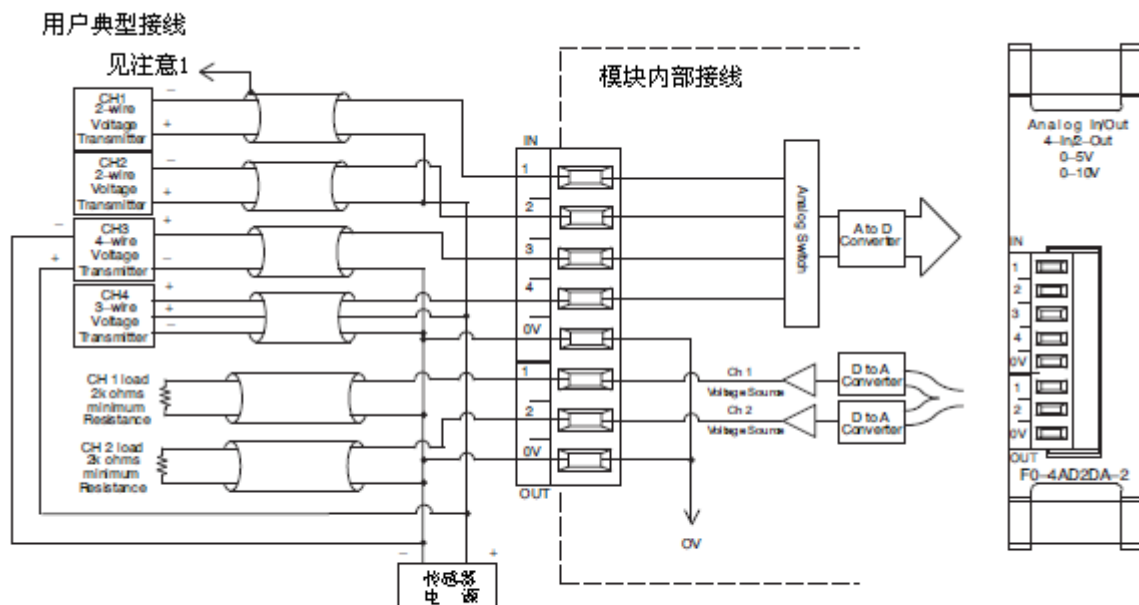 用户典型接线
见注意1
模块内部接线
CH1
2-wire
Voltage
Transmitter
-
+
CH2
2-wire
Voltage
Transmitter
-
+
CH3
4-wire
Voltage
Transmitter
+
-
-
+
CH4
3-wire
Voltage
Transmitter
+
+
-
CH 1 load
2k ohms
minimum
Resistance
CH 2 load
2k ohms
minimum
Resistance
IN
1
2
3
4
0V
1
2
0V
OUT
Analog Switch
A to D
Converter
Ch 1
Voltage Source
D to A
Converter
Ch 2
Voltage Source
D to A
Converter
0V
-
+
传感器
电 源
Analog In/Out
4-In/2-Out
0-5V
0-10V
IN
1
2
3
4
0V
1
2
0V
OUT
F0-4AD2DA-2